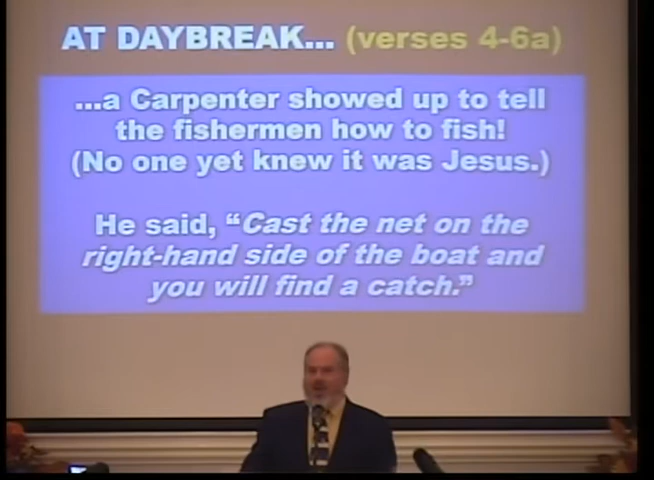 AT DAYBREAK... (verses 4-6a)
...a Carpenter showed up to tell
the fishermen how to fish!
(No one yet knew it was Jesus.)
He said, “Cast the net on the
right-hand side of the boat and
you will find a catch.”